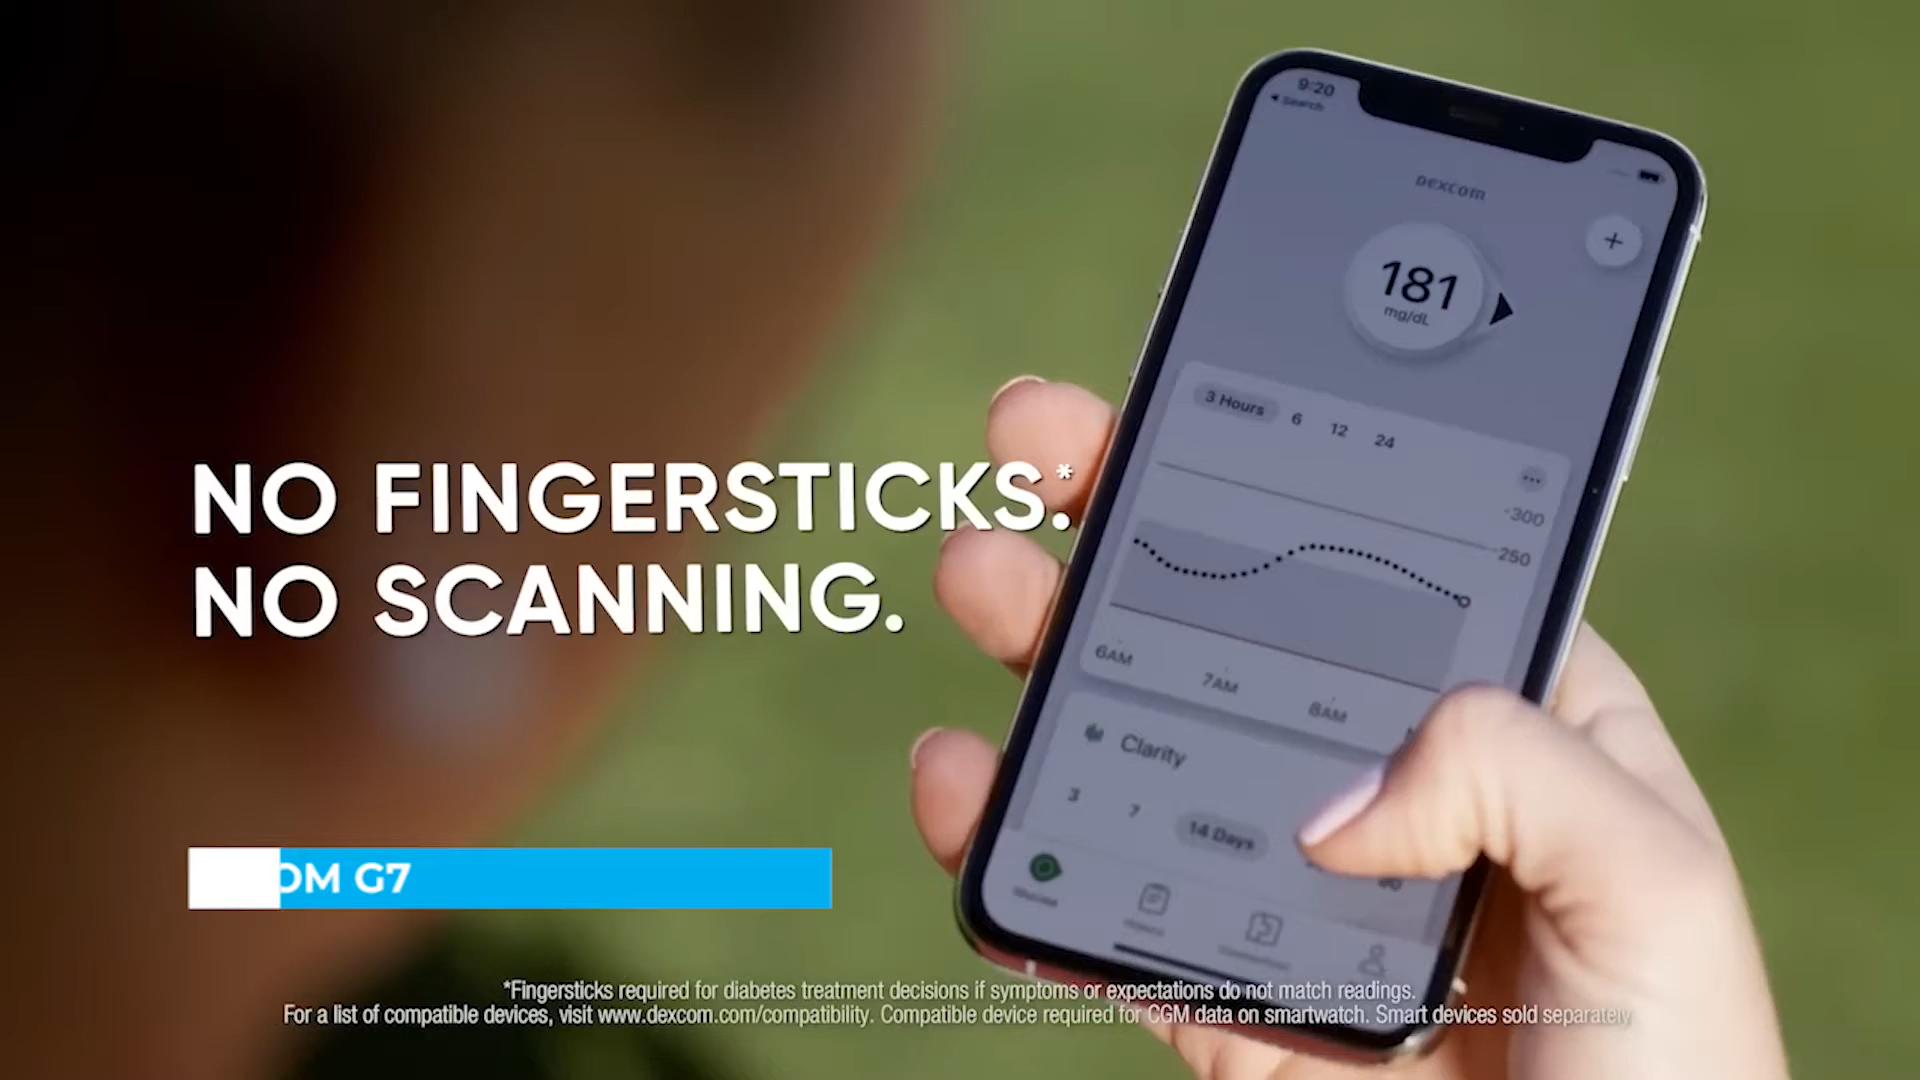 9:20
Search
Dexcom
+
181
mg/dL
3 Hours 6 12 24
300
250
6AM
7AM
8AM
Clarity
3 7 14 Days
NO FINGERSTICKS.*
NO SCANNING.
OM G7
*Fingersticks required for diabetes treatment decisions if symptoms or expectations do not match readings.
For a list of compatible devices, visit www.dexcom.com/compatibility. Compatible device required for CGM data on smartwatch. Smart devices sold separately